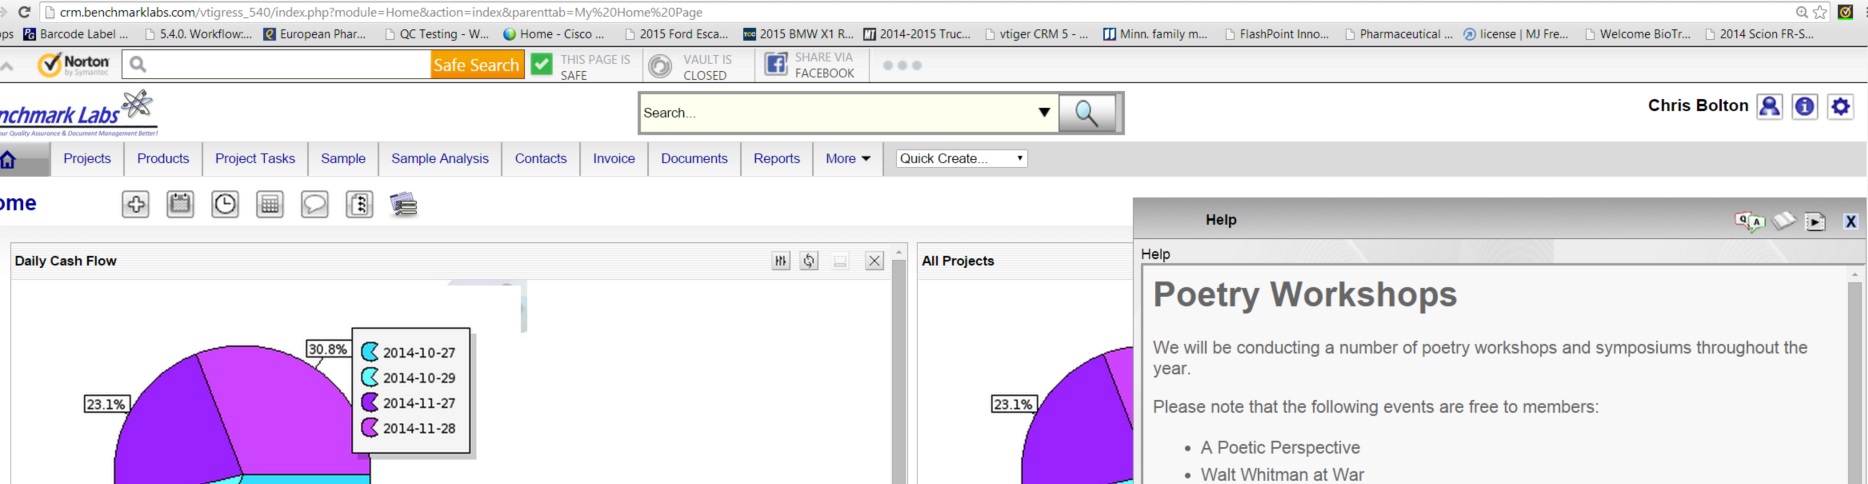 crm.benchmarklabs.com/vtigress_540/index.php?module=Home&action=index&parenttab=My%20Home%20Page
ps Barcode Label ... 5.4.0. Workflow:... European Phar... QC Testing - W... Home - Cisco ... 2015 Ford Esca... 2015 BMW X1 R... 2014-2015 Truc... vtiger CRM 5 - ... Minn. family m... FlashPoint Inno... Pharmaceutical ... license | MJ Fre... Welcome BioTr... 2014 Scion FR-S...
Norton Safe Search THIS PAGE IS VAULT IS SHARE VIA
by Symantec SAFE CLOSED FACEBOOK
nchmark Labs Search... Chris Bolton
our Quality Assurance & Document Management Better!
Projects Products Project Tasks Sample Sample Analysis Contacts Invoice Documents Reports More Quick Create...
ome
Help
Daily Cash Flow
All Projects
Help
Poetry Workshops
We will be conducting a number of poetry workshops and symposiums throughout the
year.
Please note that the following events are free to members:
• A Poetic Perspective
• Walt Whitman at War
30.8%
2014-10-27
2014-10-29
2014-11-27
2014-11-28
23.1%
23.1%
Q A
X